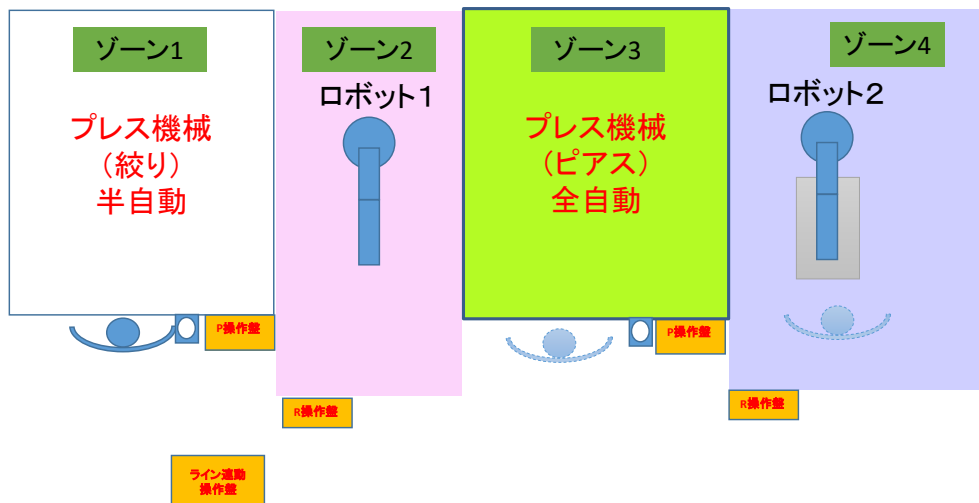 ゾーン1
ゾーン2
ゾーン3
ゾーン4
ロボット１
ロボット２
プレス機械
（絞り）
半自動
プレス機械
（ピアス）
全自動
P操作盤
P操作盤
R操作盤
R操作盤
ライン連動
操作盤